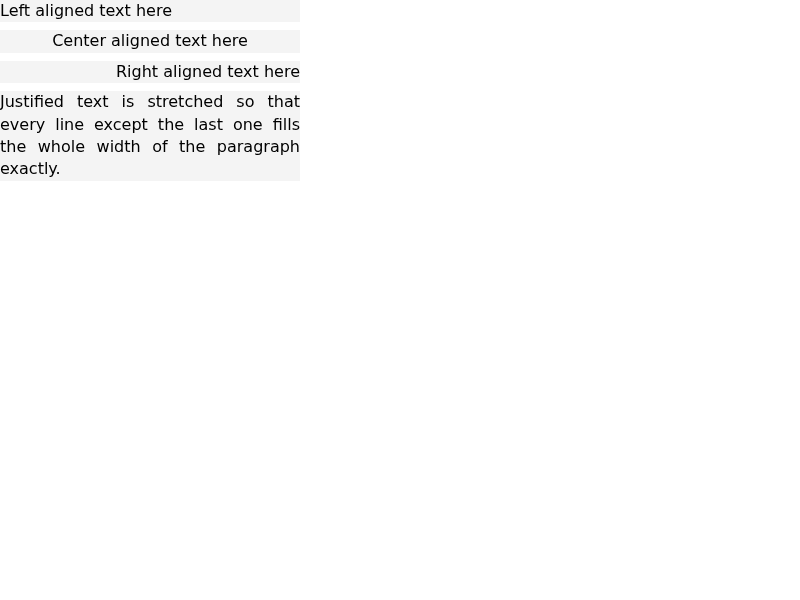 Left aligned text here
Center aligned text here
Right aligned text here
Justified text is stretched so that
every line except the last one fills
the whole width of the paragraph
exactly.